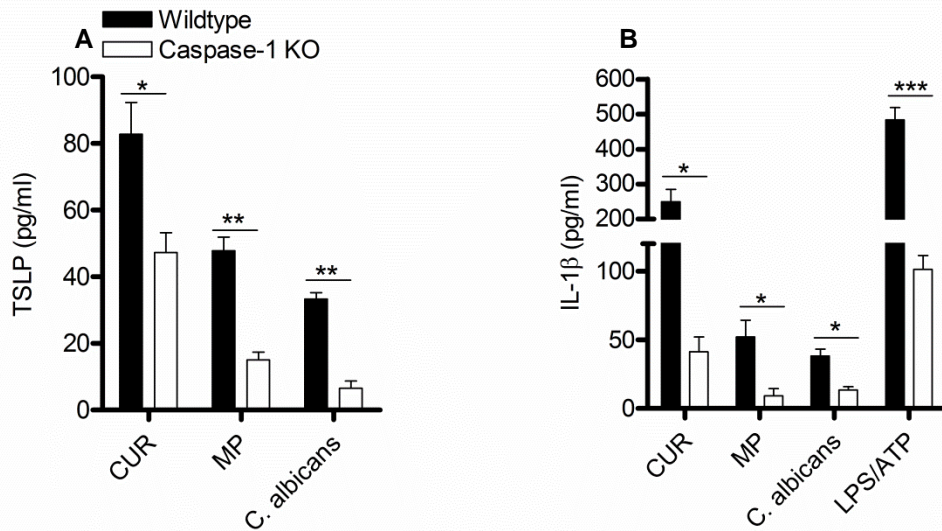 Wildtype
Caspase-1 KO
A
*
**
**
100
80
60
40
20
0
TSLP (pg/ml)
CUR
MP
C. albicans
B
*
*
*
***
600
500
400
300
200
100
50
0
IL-1β (pg/ml)
CUR
MP
C. albicans
LPS/ATP